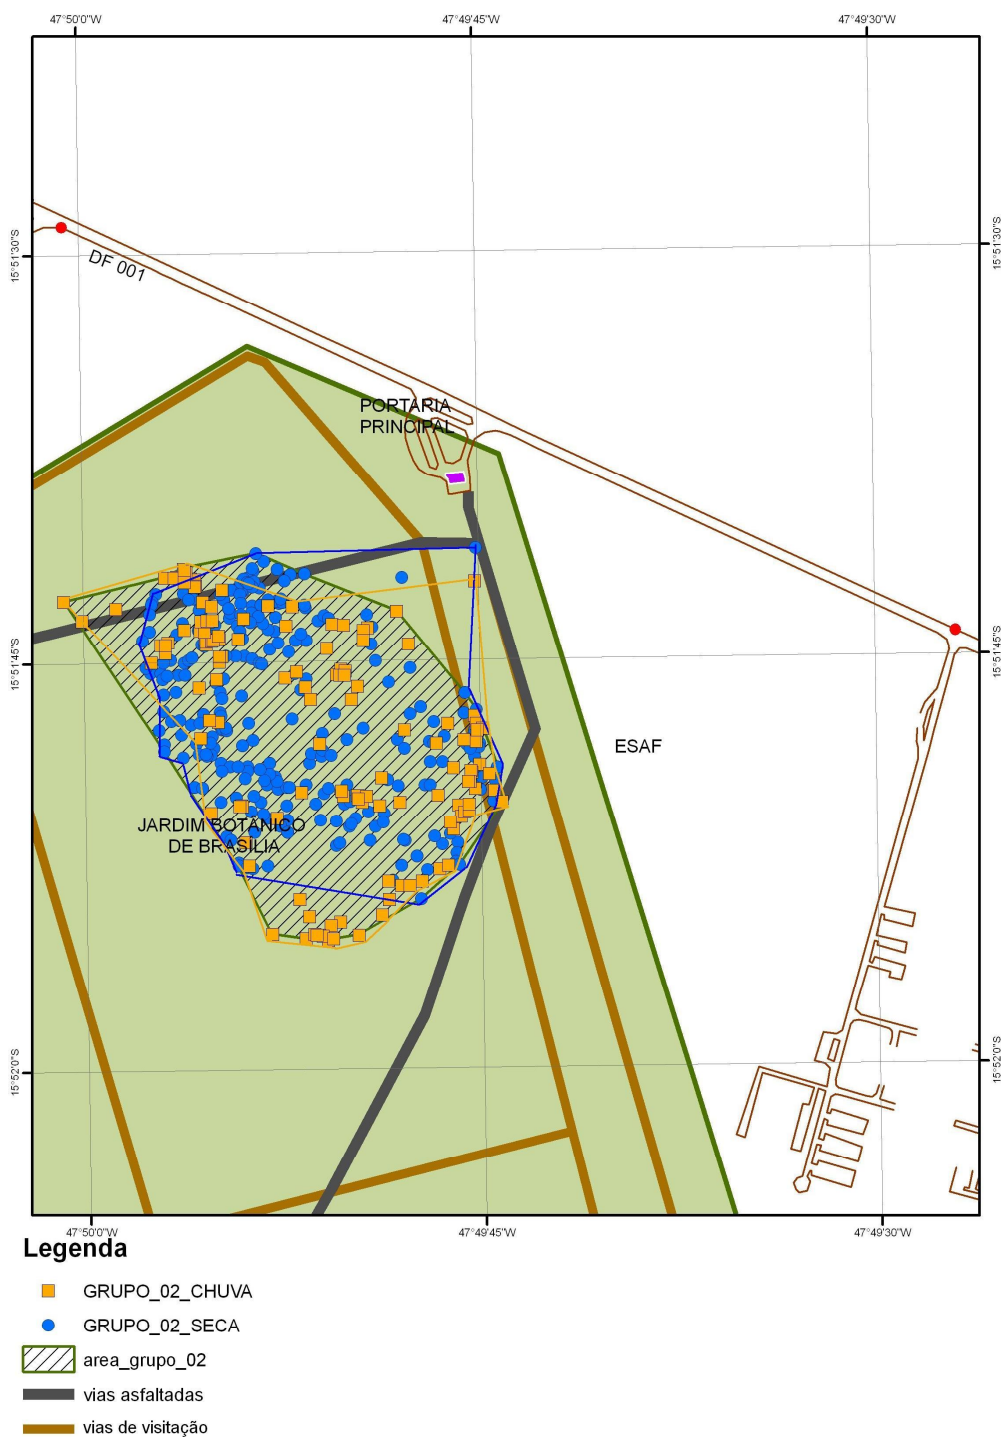 47°50'0"W
47°49'45"W
47°49'30"W
15°51'30"S
15°51'30"S
DF 001
PORTARIA
PRINCIPAL
15°51'45"S
15°51'45"S
ESAF
JARDIM BOTÂNICO
DE BRASÍLIA
15°52'0"S
15°52'0"S
47°50'0"W
47°49'45"W
47°49'30"W
Legenda
GRUPO_02_CHUVA
GRUPO_02_SECA
area_grupo_02
vias asfaltadas
vias de visitação